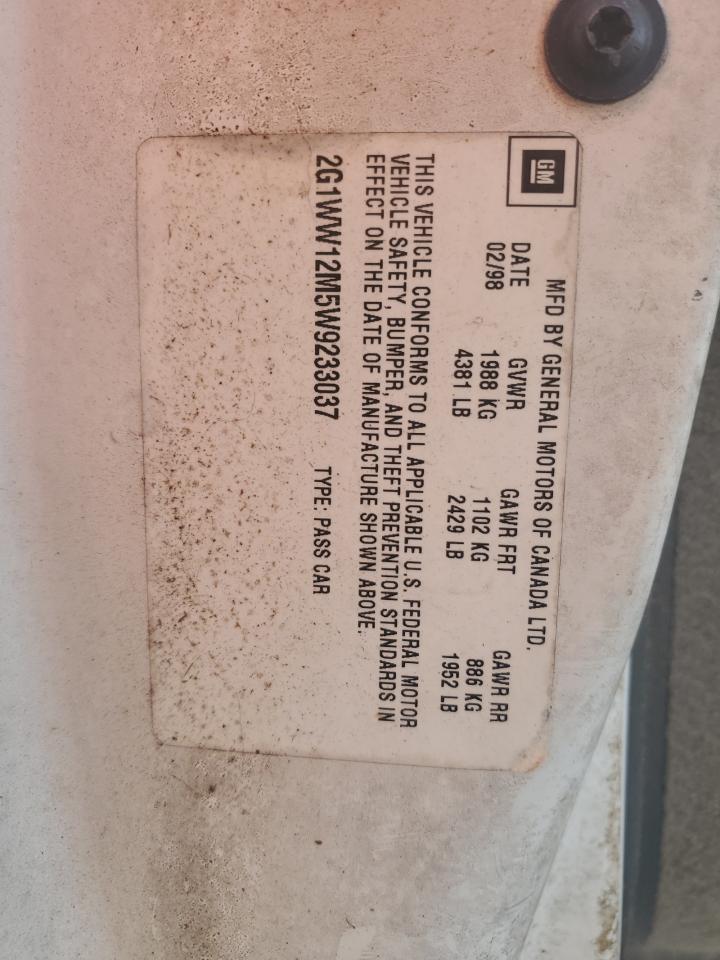 GM
MFD BY GENERAL MOTORS OF CANADA LTD.
DATE GVWR GAWR FRT GAWR RR
02/98 1988 KG 1102 KG 886 KG
4381 LB 2429 LB 1952 LB
THIS VEHICLE CONFORMS TO ALL APPLICABLE U.S. FEDERAL MOTOR
VEHICLE SAFETY, BUMPER, AND THEFT PREVENTION STANDARDS IN
EFFECT ON THE DATE OF MANUFACTURE SHOWN ABOVE.
2G1WW12M5W9233037 TYPE: PASS CAR